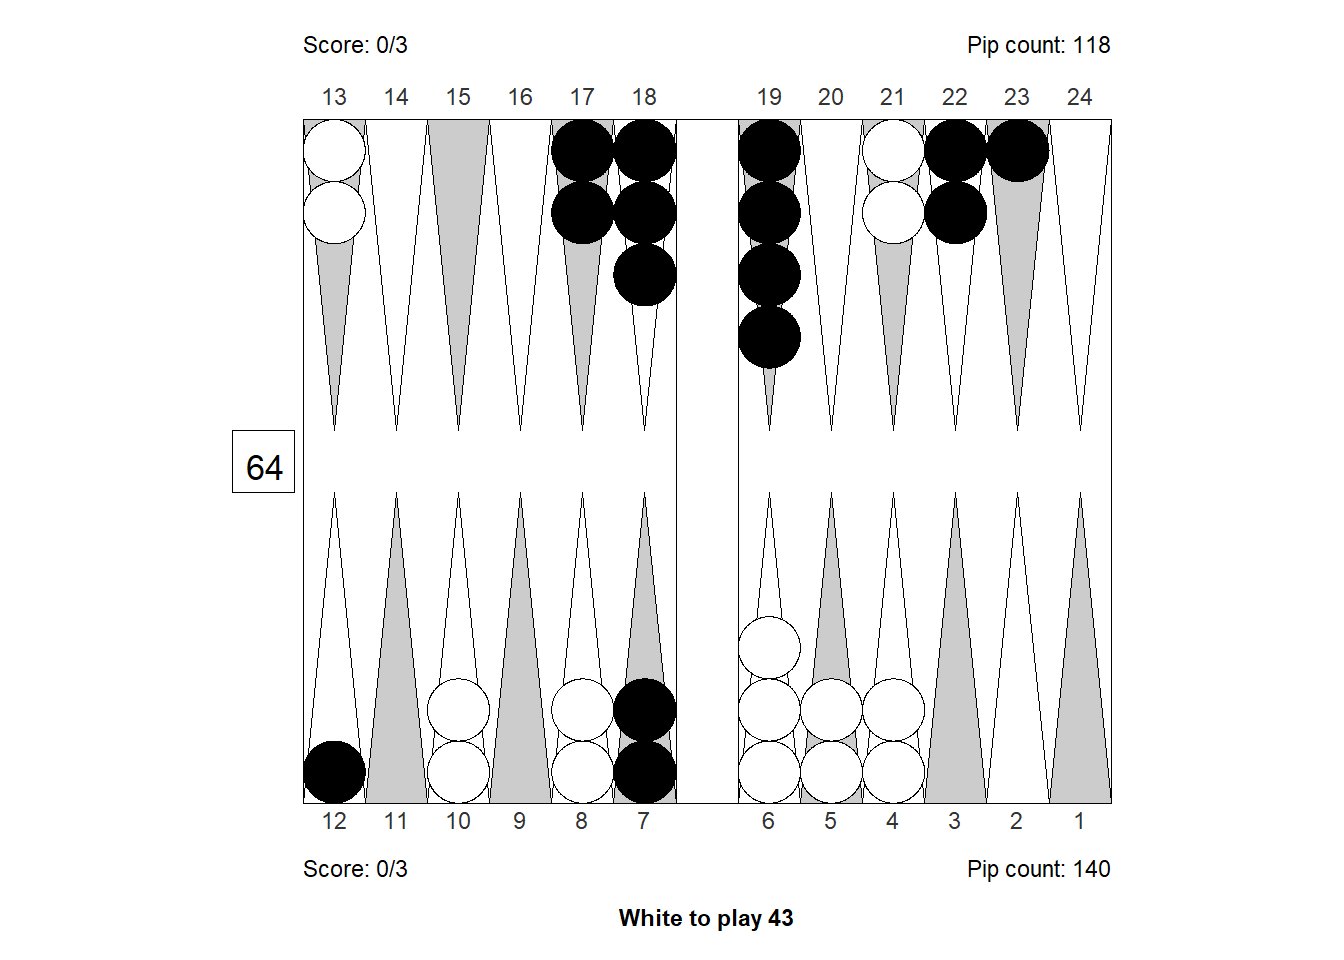 Score: 0/3 Pip count: 118
13 14 15 16 17 18 19 20 21 22 23 24
64
12 11 10 9 8 7 6 5 4 3 2 1
Score: 0/3 Pip count: 140
White to play 43